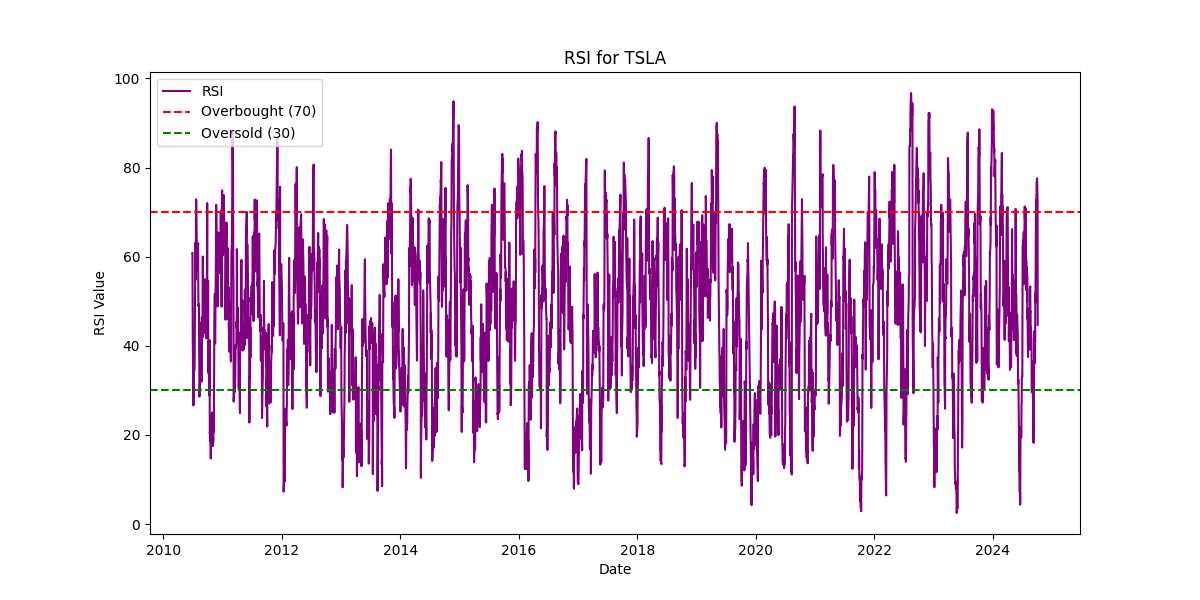 RSI for TSLA
RSI
Overbought (70)
Oversold (30)
RSI Value
100
80
60
40
20
0
2010 2012 2014 2016 2018 2020 2022 2024
Date